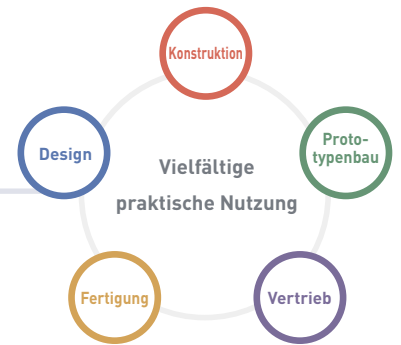 Konstruktion
Design
Proto-
typenbau
Vielfältige
praktische Nutzung
Fertigung
Vertrieb